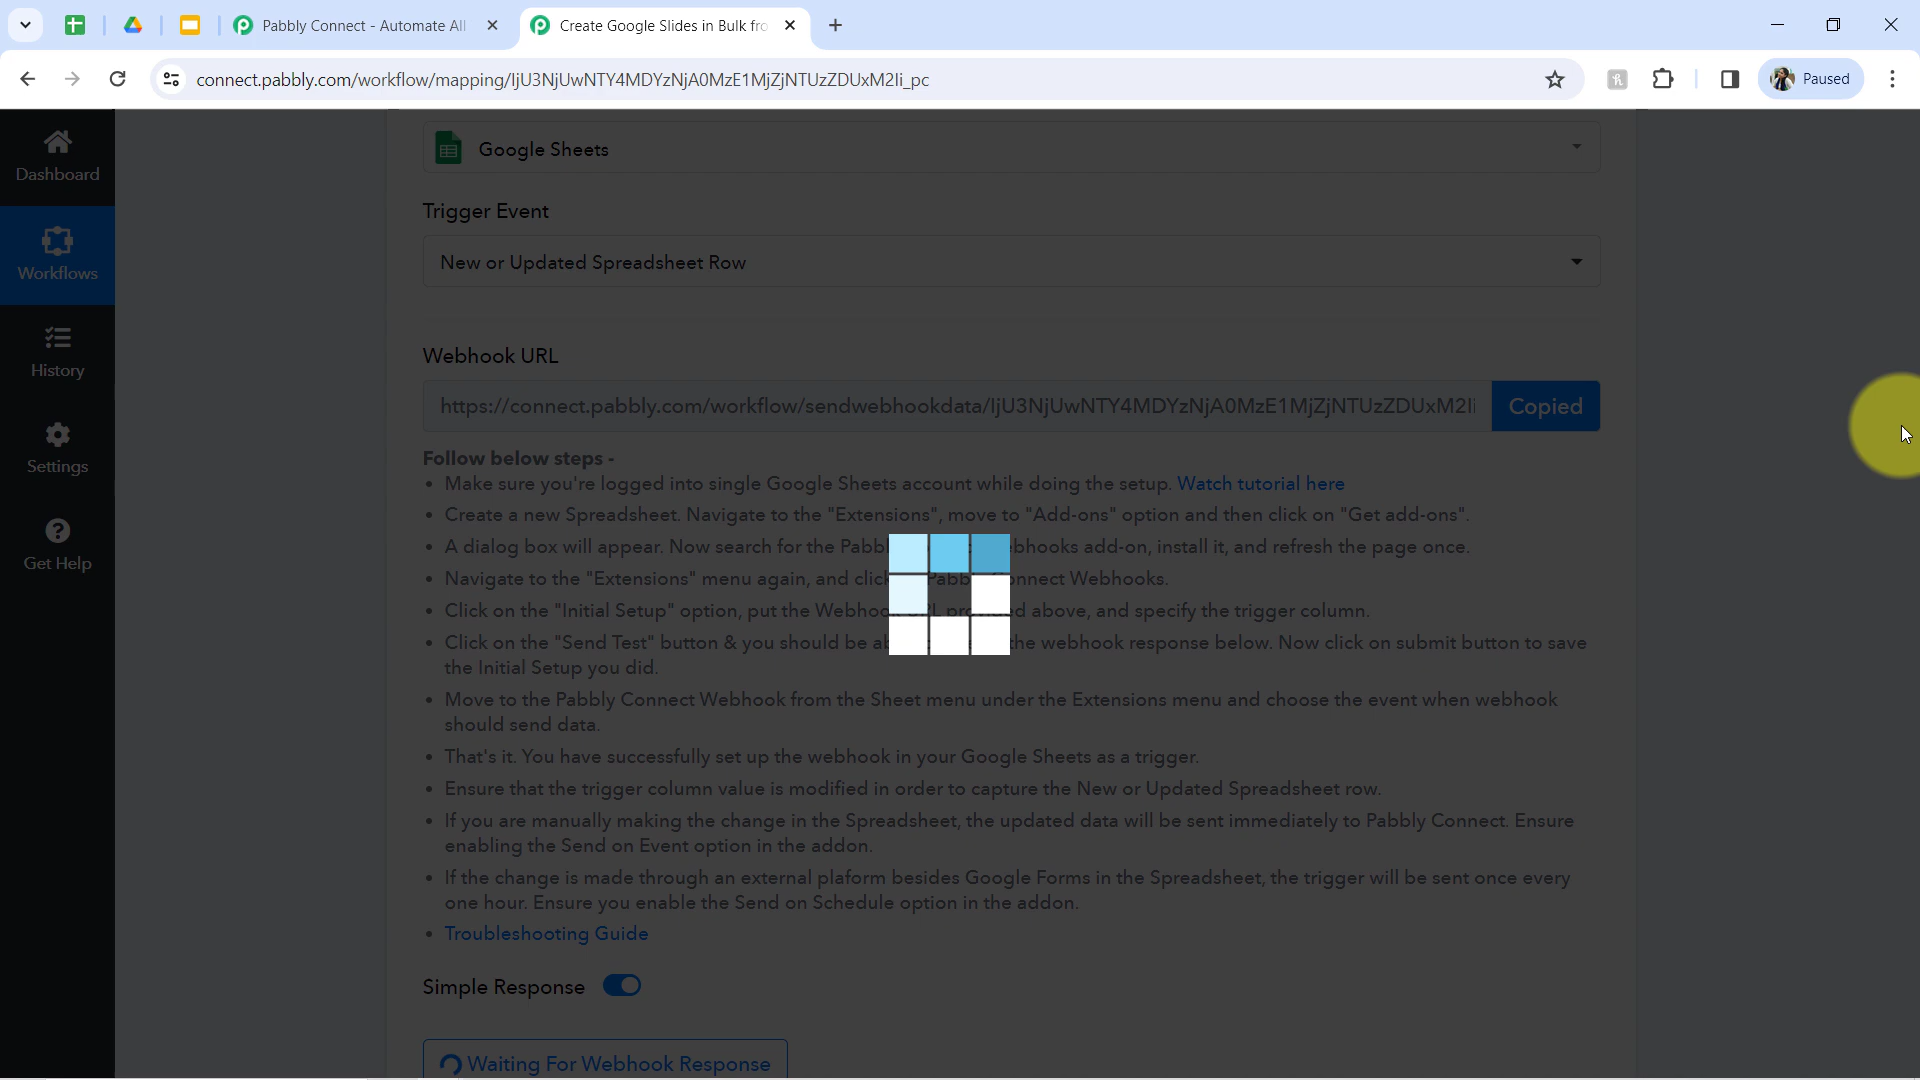 Pabbly Connect - Automate All
Create Google Slides in Bulk fro
connect.pabbly.com/workflow/mapping/IjU3NjUwNTY4MDYzNjA0MzE1MjZjNTUzZDUxM2Ii_pc
Paused
Dashboard
Workflows
History
Settings
Get Help
Google Sheets
Trigger Event
New or Updated Spreadsheet Row
Webhook URL
https://connect.pabbly.com/workflow/sendwebhookdata/IjU3NjUwNTY4MDYzNjA0MzE1MjZjNTUzZDUxM2Ii
Copied
Follow below steps -
• Make sure you're logged into single Google Sheets account while doing the setup. Watch tutorial here
• Create a new Spreadsheet. Navigate to the "Extensions", move to "Add-ons" option and then click on "Get add-ons".
• A dialog box will appear. Now search for the add-on, install it, and refresh the page once.
• Navigate to the "Extensions" menu again, and Webhooks.
• Click on the "Initial Setup" option, put the above, and specify the trigger column.
• Click on the "Send Test" button & you should be the webhook response below. Now click on submit button to save
the Initial Setup you did.
• Move to the Pabbly Connect Webhook from the Sheet menu under the Extensions menu and choose the event when webhook
should send data.
• That's it. You have successfully set up the webhook in your Google Sheets as a trigger.
• Ensure that the trigger column value is modified in order to capture the New or Updated Spreadsheet row.
• If you are manually making the change in the Spreadsheet, the updated data will be sent immediately to Pabbly Connect. Ensure
enabling the Send on Event option in the addon.
• If the change is made through an external plaform besides Google Forms in the Spreadsheet, the trigger will be sent once every
one hour. Ensure you enable the Send on Schedule option in the addon.
• Troubleshooting Guide
Simple Response
Waiting For Webhook Response